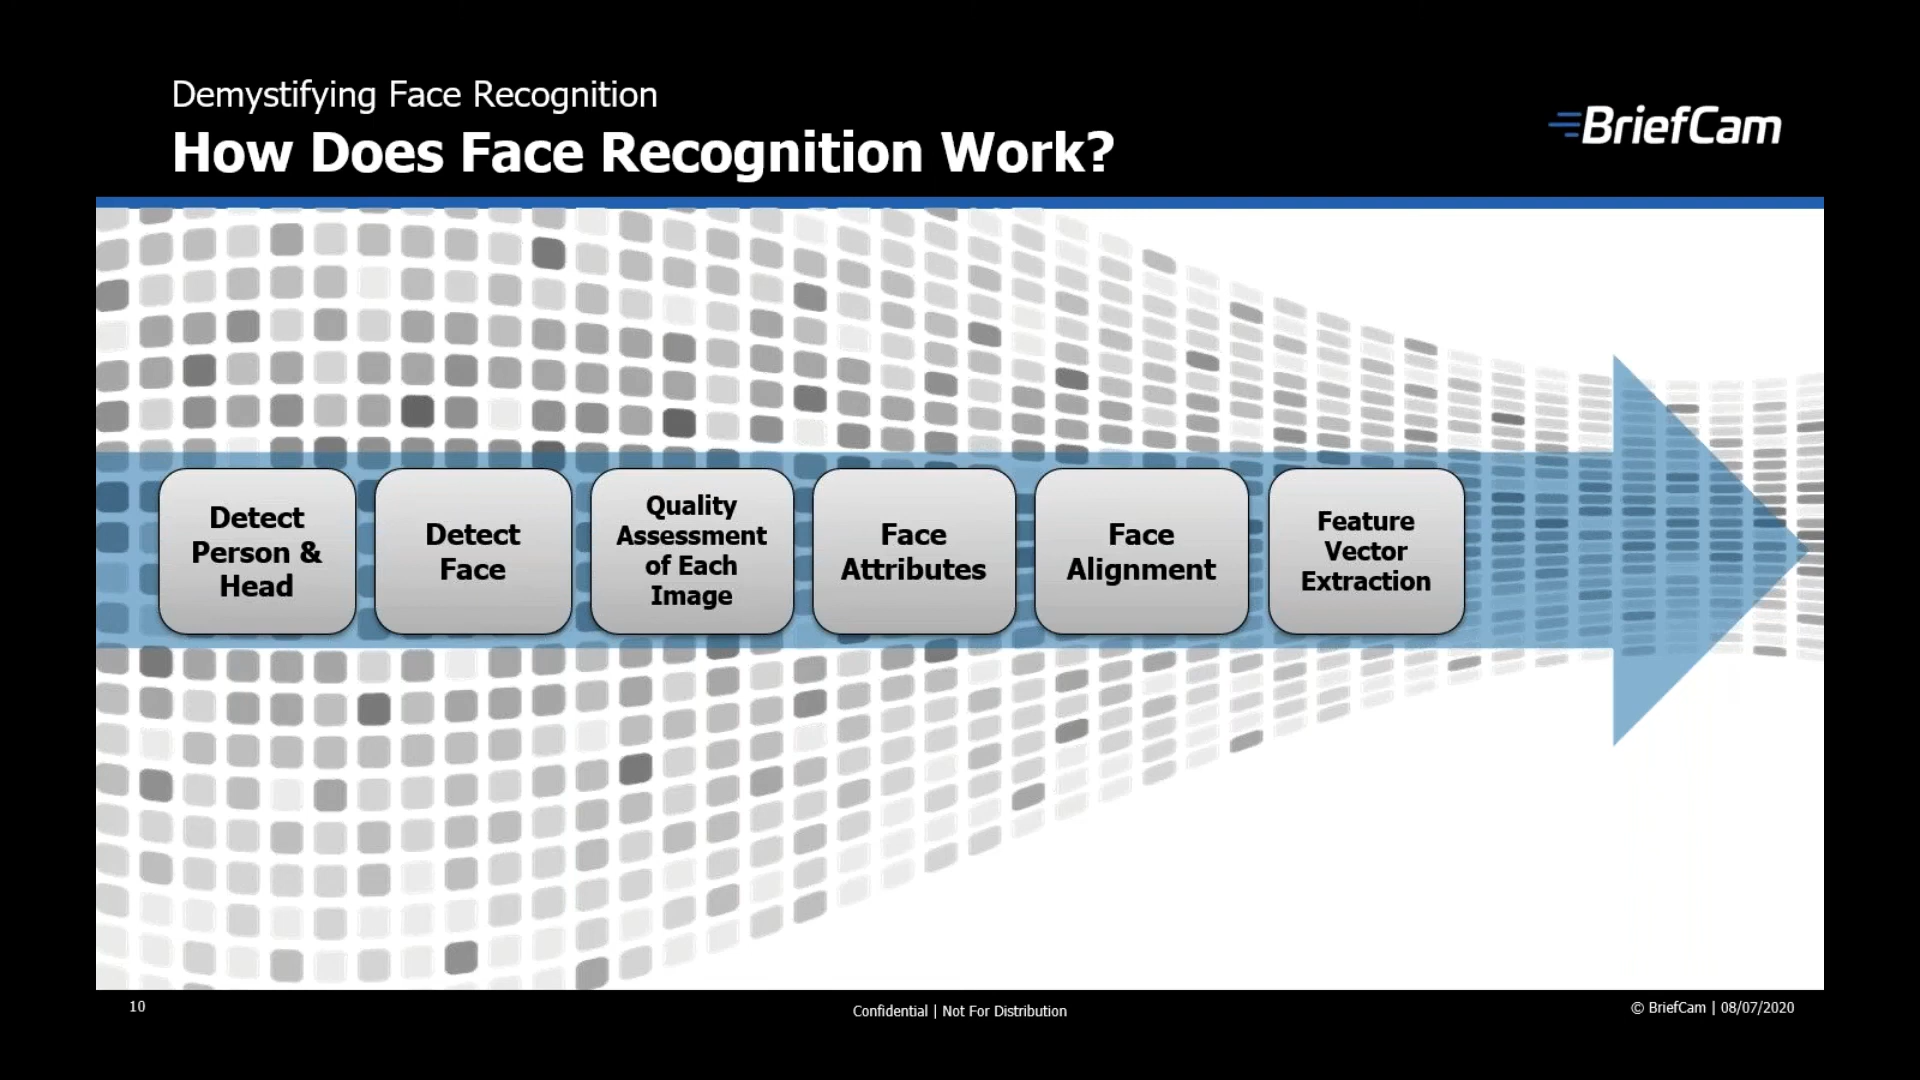 Demystifying Face Recognition
How Does Face Recognition Work?
BriefCam
Detect
Person &
Head
Detect
Face
Quality
Assessment
of Each
Image
Face
Attributes
Face
Alignment
Feature
Vector
Extraction
10
Confidential | Not For Distribution
© BriefCam | 08/07/2020